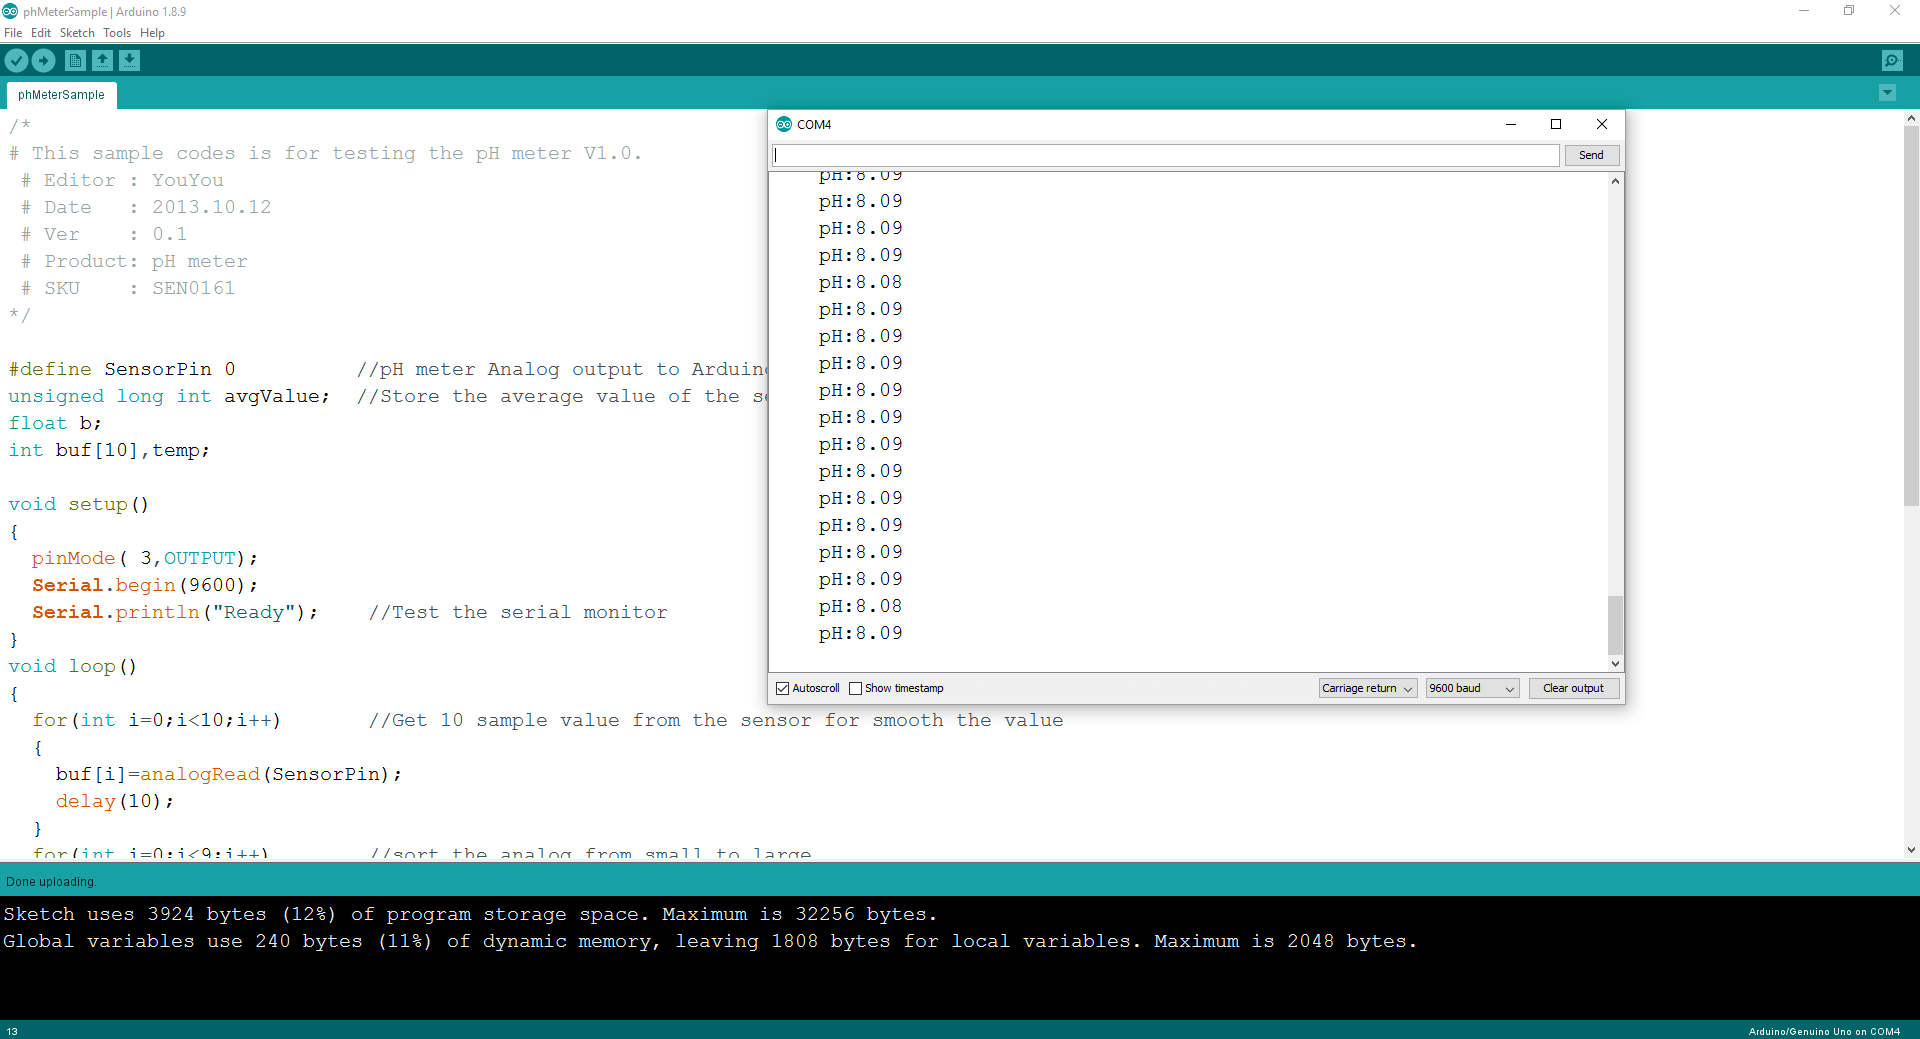 phMeterSample | Arduino 1.8.9
File Edit Sketch Tools Help
phMeterSample
/*
# This sample codes is for testing the pH meter V1.0.
 # Editor : YouYou
 # Date   : 2013.10.12
 # Ver    : 0.1
 # Product: pH meter
 # SKU    : SEN0161
*/
#define SensorPin 0          //pH meter Analog output to Arduino
unsigned long int avgValue;  //Store the average value of the
float b;
int buf[10],temp;
void setup()
{
  pinMode( 3,OUTPUT);
  Serial.begin(9600);
  Serial.println("Ready");    //Test the serial monitor
}
void loop()
{
  for(int i=0;i<10;i++)       //Get 10 sample value from the sensor for smooth the value
  {
    buf[i]=analogRead(SensorPin);
    delay(10);
  }
  for(int i=0;i<9;i++)        //sort the analog from small to large
COM4
Send
pH:8.09
pH:8.09
pH:8.09
pH:8.09
pH:8.08
pH:8.09
pH:8.09
pH:8.09
pH:8.09
pH:8.09
pH:8.09
pH:8.09
pH:8.09
pH:8.09
pH:8.09
pH:8.09
pH:8.08
pH:8.09
Autoscroll Show timestamp Carriage return 9600 baud Clear output
Done uploading.
Sketch uses 3924 bytes (12%) of program storage space. Maximum is 32256 bytes.
Global variables use 240 bytes (11%) of dynamic memory, leaving 1808 bytes for local variables. Maximum is 2048 bytes.
13 Arduino/Genuino Uno on COM4